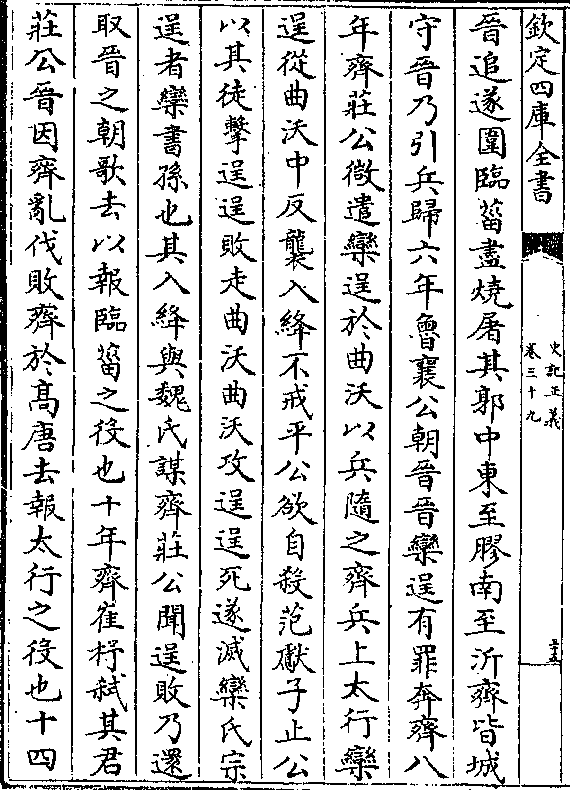 欽定四庫全書
史記正義
卷三十九
三十五
晉追遂圍臨菑盡燒屠其郭中東至膠南至沂齊皆城
守晉乃引兵歸六年魯襄公朝晉晉欒逞有罪奔齊八
年齊莊公微遣欒逞於曲沃以兵隨之齊兵上太行欒
逞從曲沃中反襲入絳不戒平公欲自殺范獻子止公
以其徒擊逞逞敗走曲沃曲沃攻逞逞死遂滅欒氏宗
逞者欒書孫也其入絳與魏氏謀齊莊公聞逞敗乃還
取晉之朝歌去以報臨菑之役也十年齊崔杼弑其君
莊公晉因齊亂伐敗齊於髙唐去報太行之役也十四